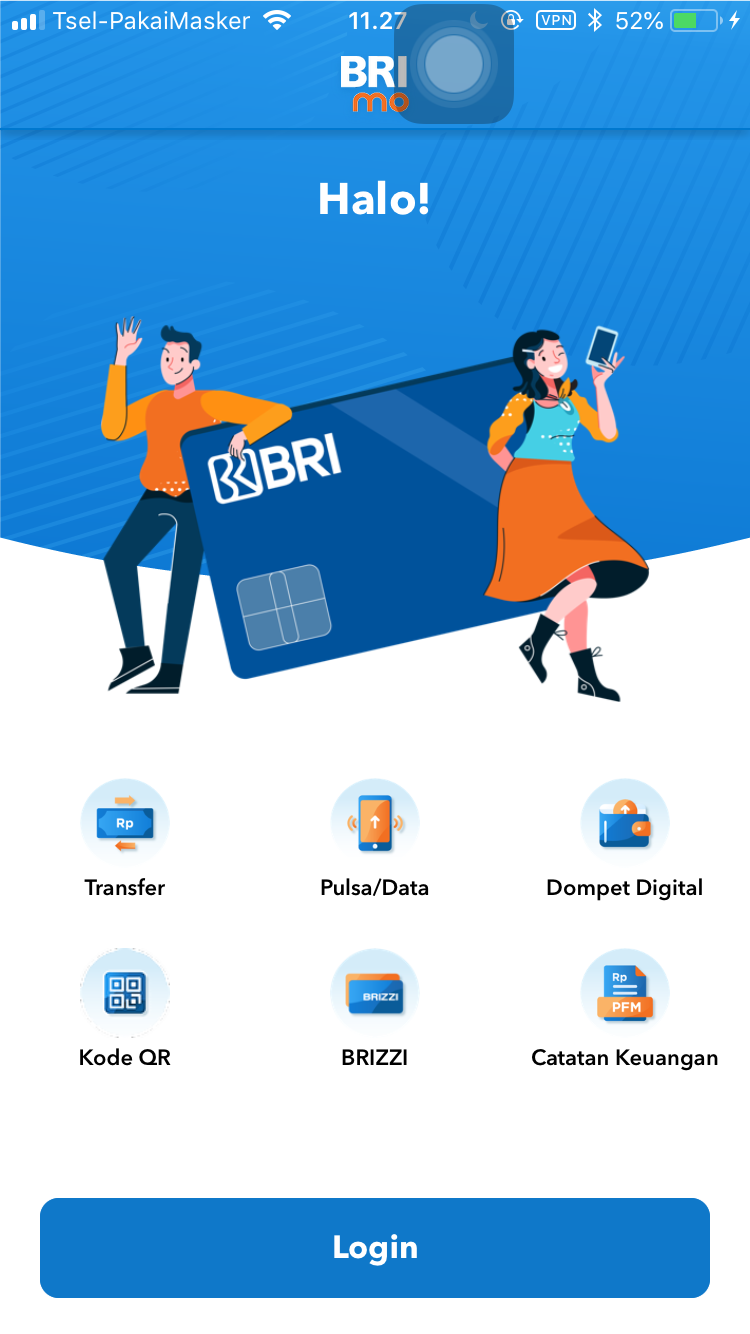 Tsel-PakaiMasker 11.27 VPN 52%
BRI
mo
Halo!
BRI
Rp
Transfer
Pulsa/Data
Dompet Digital
BRIZZI
Rp
PFM
Kode QR
BRIZZI
Catatan Keuangan
Login